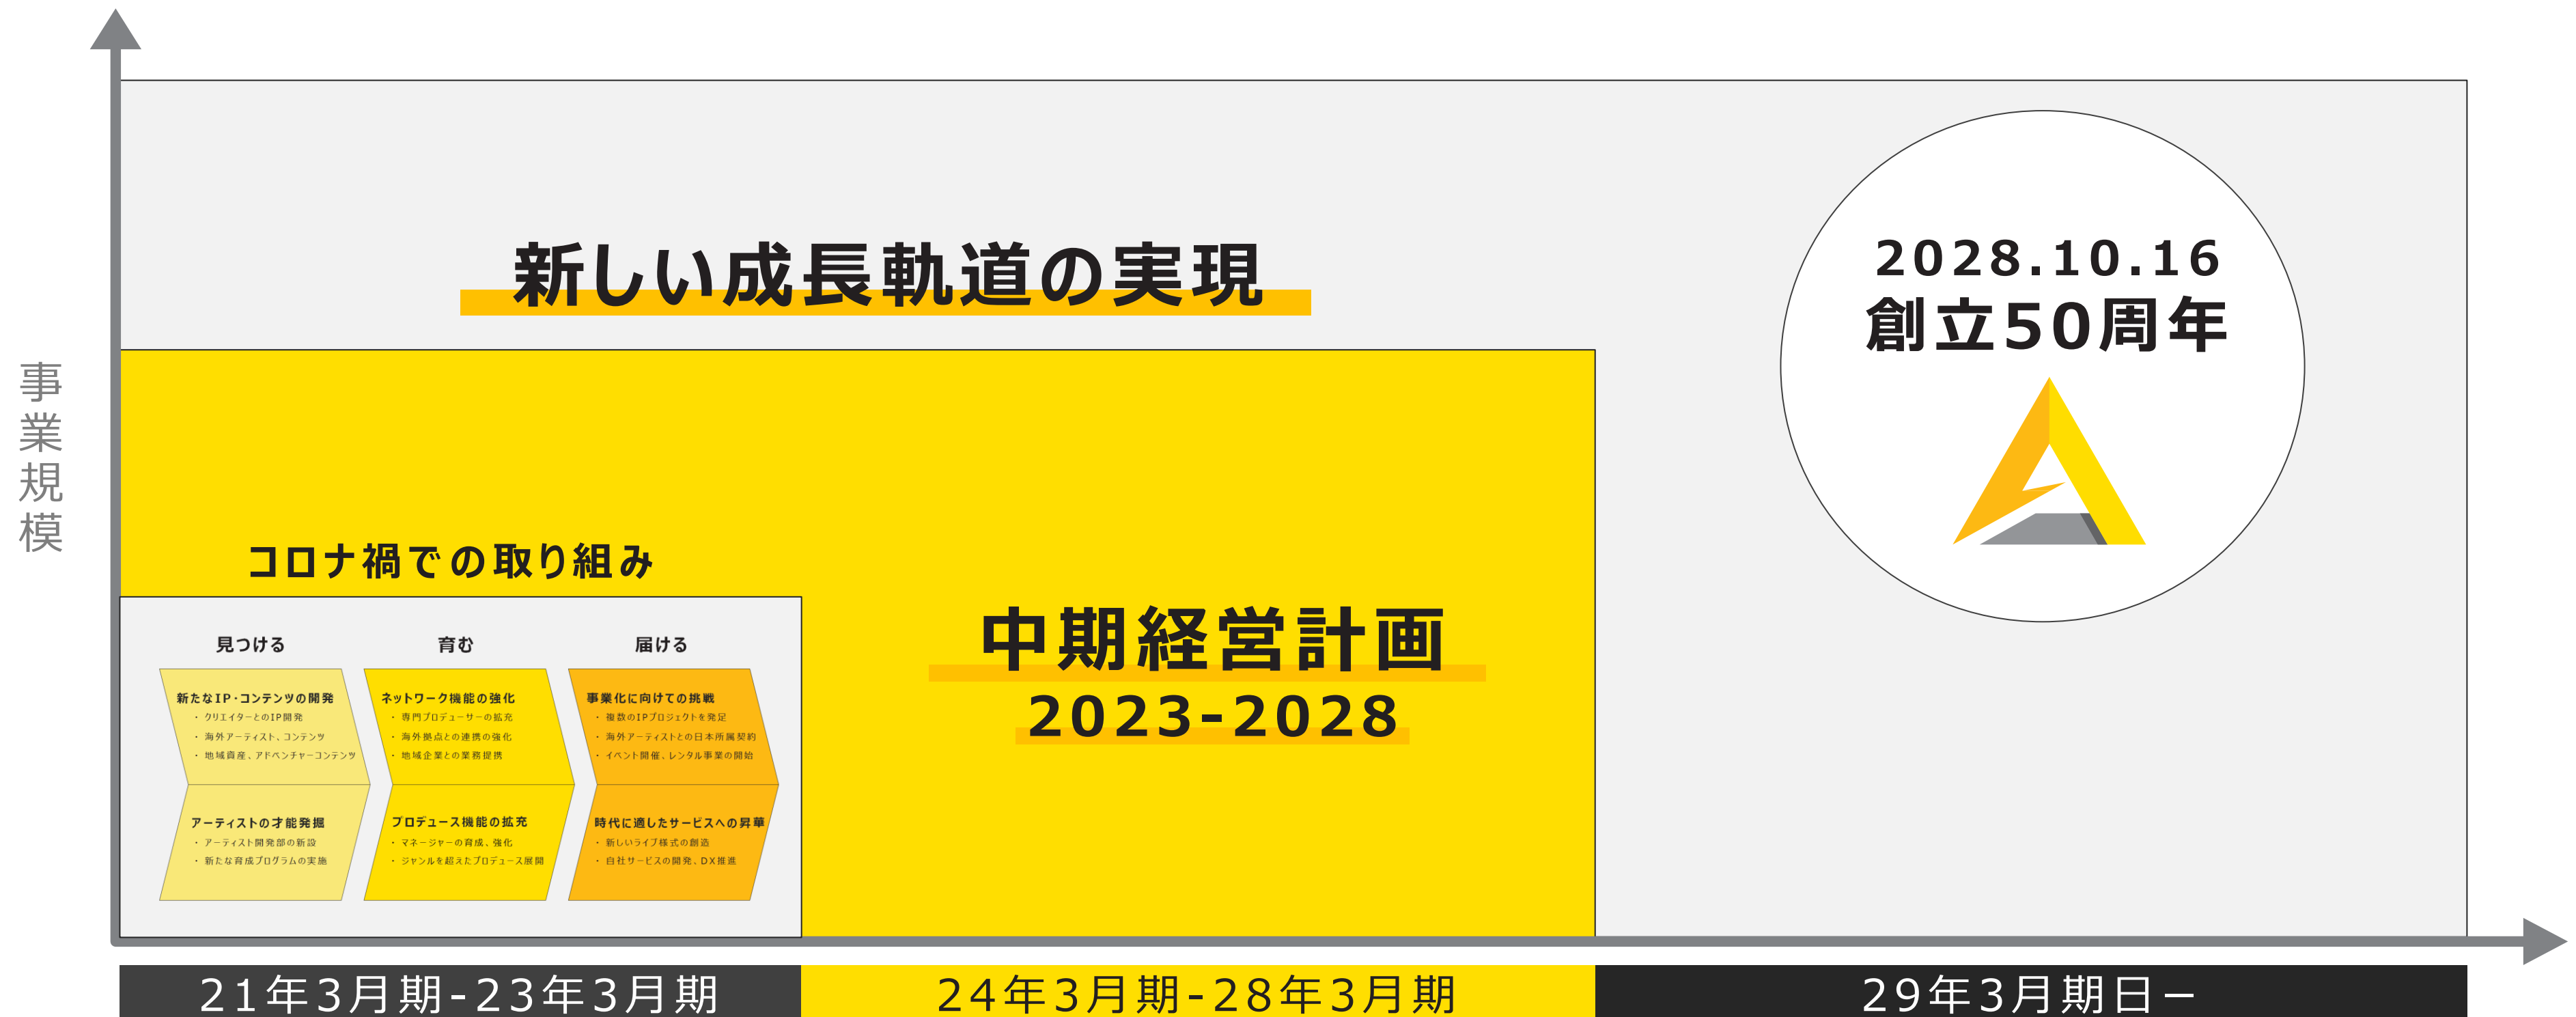 事業規模
新しい成長軌道の実現
2028.10.16
創立50周年
コロナ禍での取り組み
見つける
新たなIP・コンテンツの開発
・ クリエイターとのIP開発
・ 海外アーティスト、コンテンツ
・ 地域資産、アドベンチャーコンテンツ
アーティストの才能発掘
・ アーティスト開発部の新設
・ 新たな育成プログラムの実施
育む
ネットワーク機能の強化
・ 専門プロデューサーの拡充
・ 海外拠点との連携の強化
・ 地域企業との業務提携
プロデュース機能の拡充
・ マネージャーの育成、強化
・ ジャンルを超えたプロデュース展開
届ける
事業化に向けての挑戦
・ 複数のIPプロジェクトを発足
・ 海外アーティストとの日本所属契約
・ イベント開催、レンタル事業の開始
時代に適したサービスへの昇華
・ 新しいライブ様式の創造
・ 自社サービスの開発、DX推進
中期経営計画
2023-2028
21年3月期-23年3月期
24年3月期-28年3月期
29年3月期日－